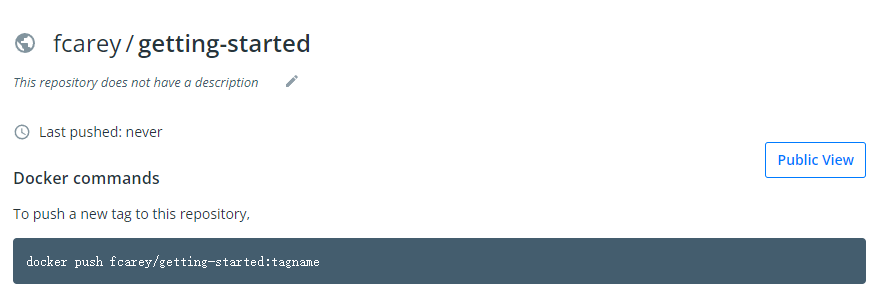 fcarey / getting-started
This repository does not have a description
Last pushed: never
Public View
Docker commands
To push a new tag to this repository,
docker push fcarey/getting-started:tagname